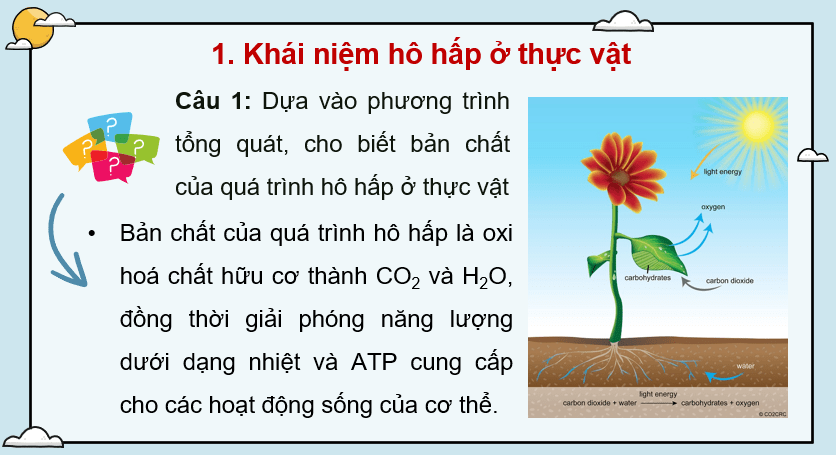 1. Khái niệm hô hấp ở thực vật
Câu 1: Dựa vào phương trình
tổng quát, cho biết bản chất
của quá trình hô hấp ở thực vật
• Bản chất của quá trình hô hấp là oxi
hoá chất hữu cơ thành CO₂ và H₂O,
đồng thời giải phóng năng lượng
dưới dạng nhiệt và ATP cung cấp
cho các hoạt động sống của cơ thể.
light energy
oxygen
carbohydrates
carbon dioxide
water
light energy
carbon dioxide + water → carbohydrates + oxygen
© CO2CRC
? ? ? ?